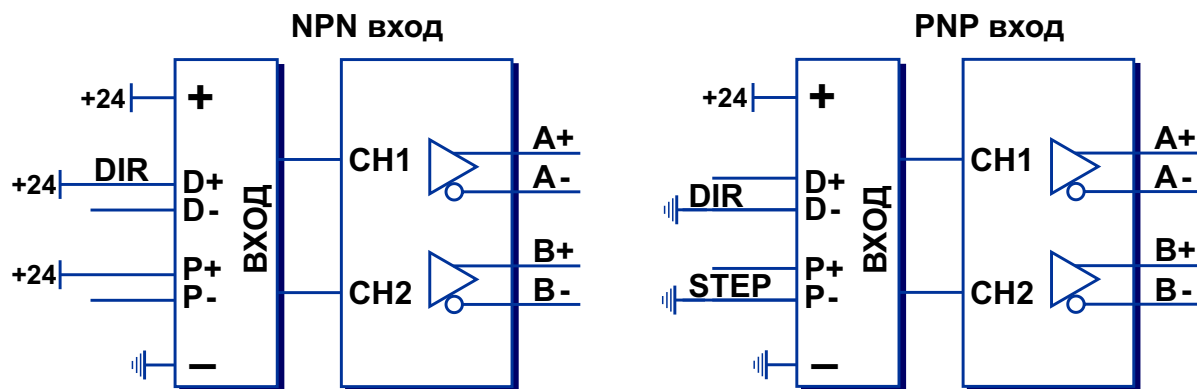 NPN вход
+24
+
DIR
+24
D+
D-
+24
P+
P-
–
ВХОД
CH1
CH2
A+
A-
B+
B-
PNP вход
+24
+
D+
DIR
D-
P+
STEP
P-
–
ВХОД
CH1
CH2
A+
A-
B+
B-